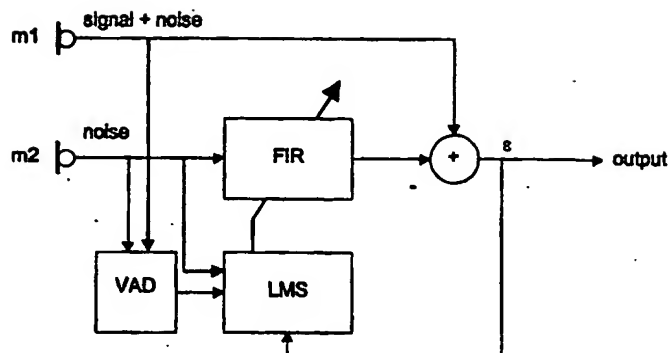 m1
signal + noise
m2
noise
FIR
+
ε
output
VAD
LMS